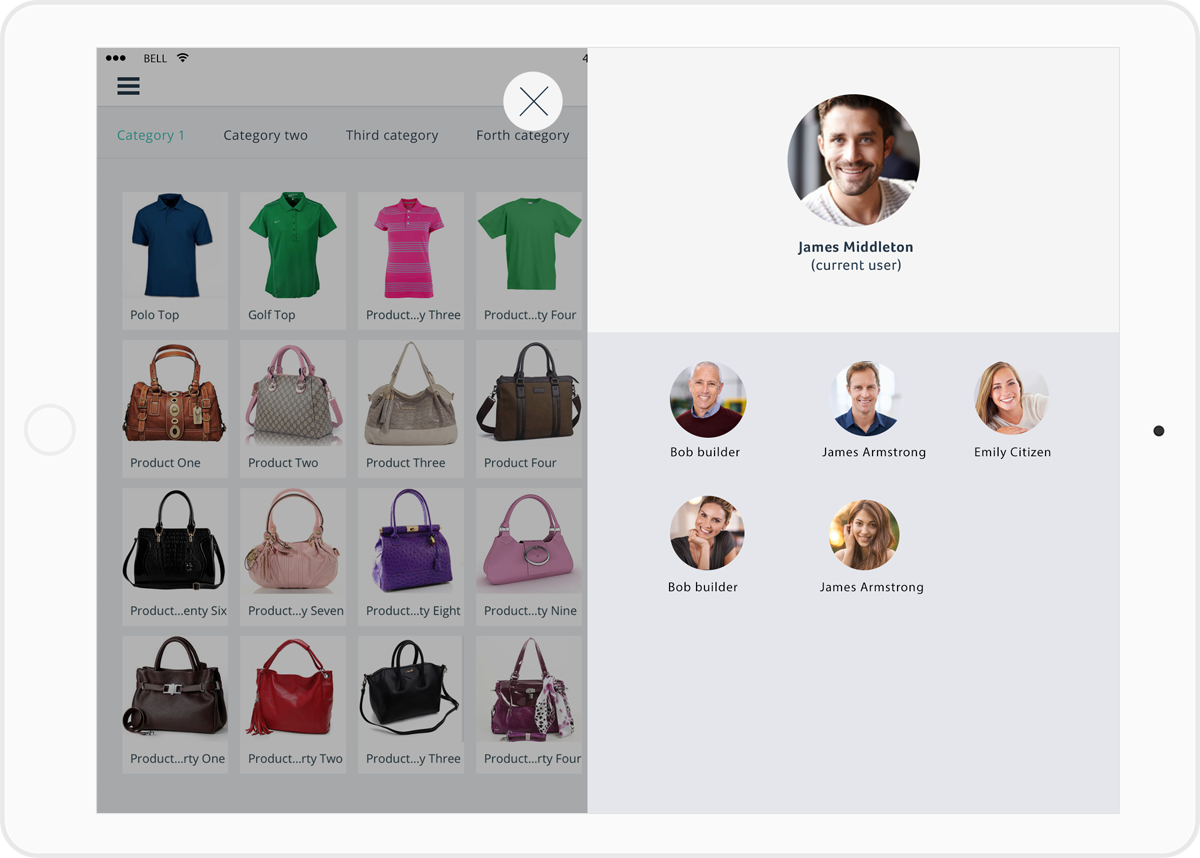 BELL
4
Category 1
Category two
Third category
Forth category
Polo Top
Golf Top
Product...y Three
Product...ty Four
Product One
Product Two
Product Three
Product Four
Product...enty Six
Product...y Seven
Product...ty Eight
Product...ty Nine
Product...rty One
Product...rty Two
Product...y Three
Product...rty Four
James Middleton
(current user)
Bob builder
James Armstrong
Emily Citizen
Bob builder
James Armstrong